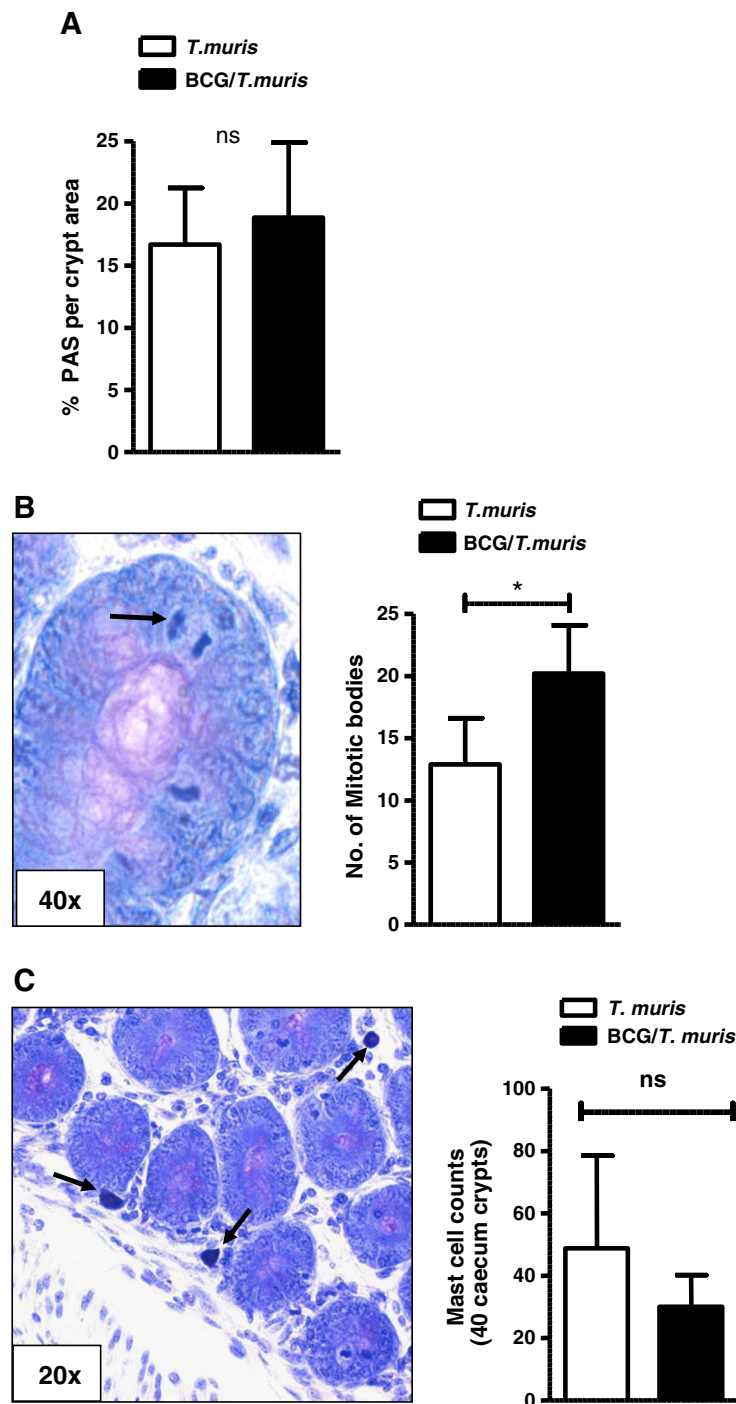 A
T.muris
BCG/T.muris
ns
25
20
15
10
5
0
% PAS per crypt area
B
40x
T.muris
BCG/T.muris
*
25
20
15
10
5
0
No. of Mitotic bodies
C
20x
T. muris
BCG/T. muris
ns
100
80
60
40
20
0
Mast cell counts
(40 caecum crypts)